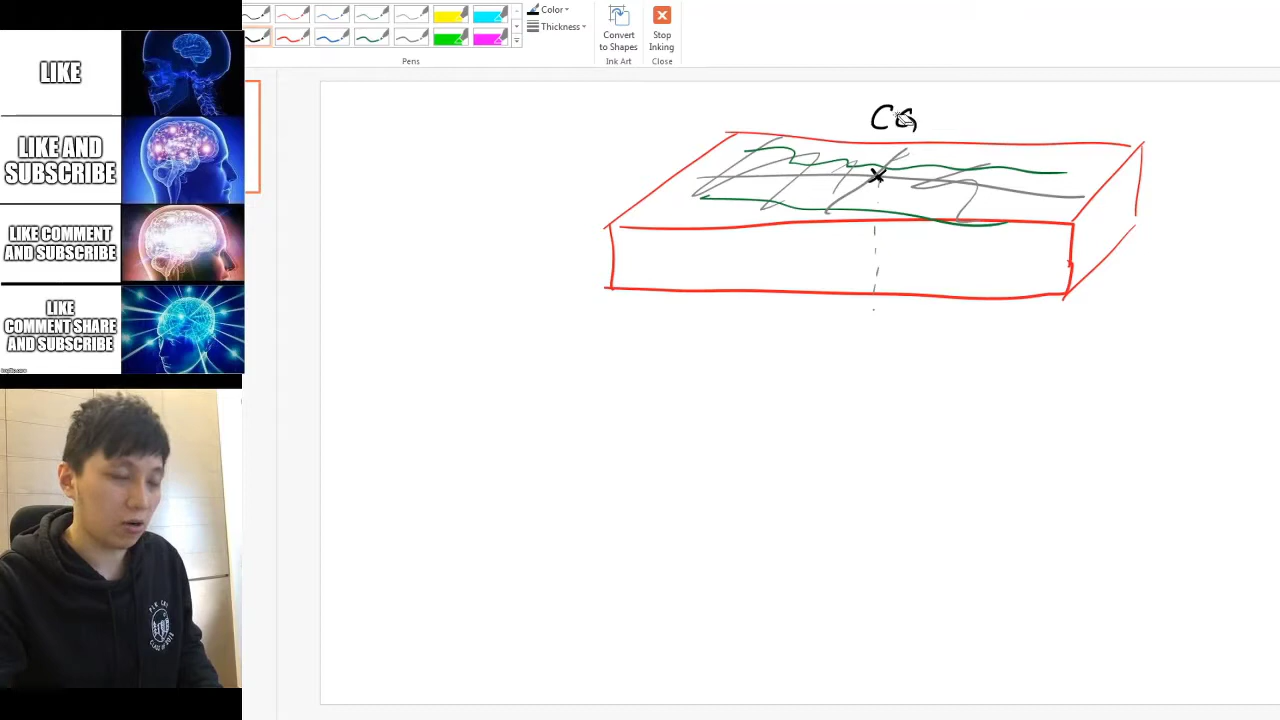 Color
Thickness
Convert
to Shapes
Stop
Inking
Pens
Ink Art
Close
LIKE
LIKE AND
SUBSCRIBE
LIKE COMMENT
AND SUBSCRIBE
LIKE
COMMENT SHARE
AND SUBSCRIBE
CG